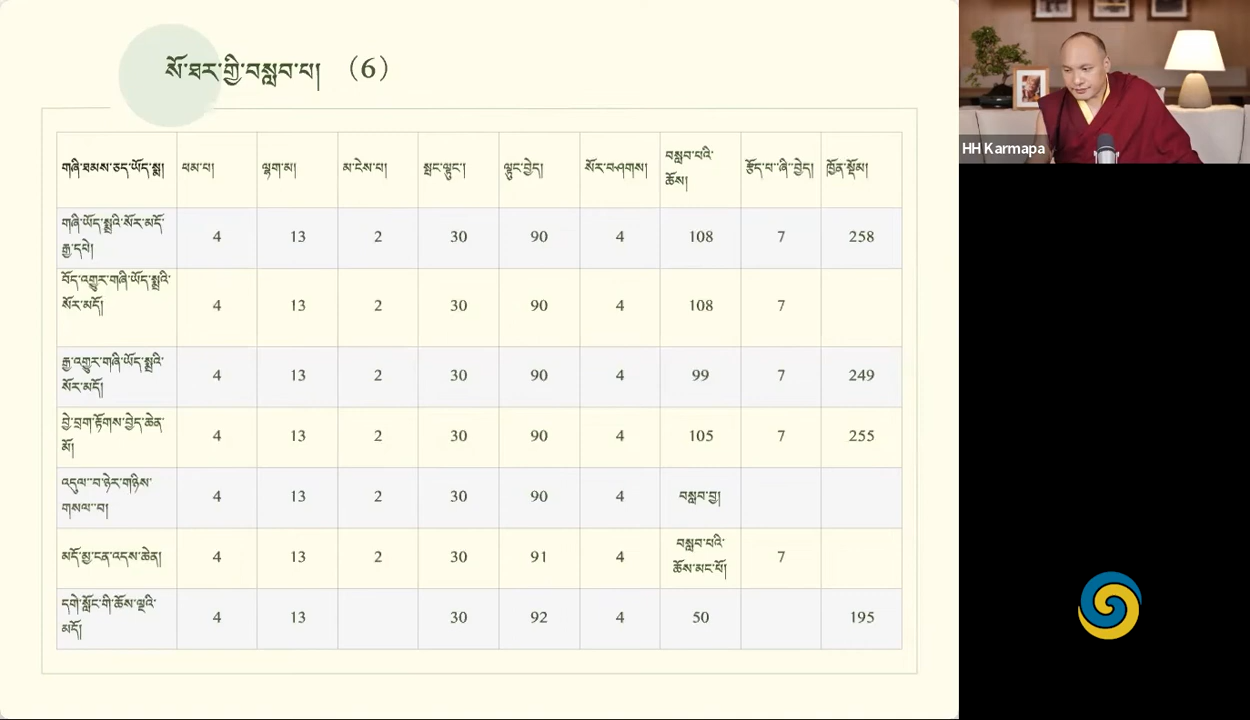 སོ་ཐར་གྱི་བསླབ་པ། （6）
HH Karmapa
གཞི་ཐམས་ཅད་ཡོད་སྨྲ། ཕམ་པ། ལྷག་མ། མ་ངེས་པ། སྤང་ལྟུང་། ལྟུང་བྱེད། སོར་བཤགས། བསླབ་པའི་
ཆོས། རྩོད་པ་ཞི་བྱེད། ཁྱོན་སྡོམ།
གཞི་ཡོད་སྨྲའི་སོར་མདོ་
རྒྱ་དཔེ། 4 13 2 30 90 4 108 7 258
བོད་འགྱུར་གཞི་ཡོད་སྨྲའི་
སོར་མདོ། 4 13 2 30 90 4 108 7
རྒྱ་འགྱུར་གཞི་ཡོད་སྨྲའི་
སོར་མདོ། 4 13 2 30 90 4 99 7 249
བྱེ་བྲག་རྟོགས་བྱེད་ཆེན་
མོ། 4 13 2 30 90 4 105 7 255
འདུལ་བ་ཉེར་གཉིས་
གསལ་བ། 4 13 2 30 90 4 བསླབ་བྱ།
མདོ་མྱ་ངན་འདས་ཆེན། 4 13 2 30 91 4 བསླབ་པའི་
ཆོས་མང་པོ། 7
དགེ་སློང་གི་ཆོས་ལྔའི་
མདོ། 4 13 30 92 4 50 195